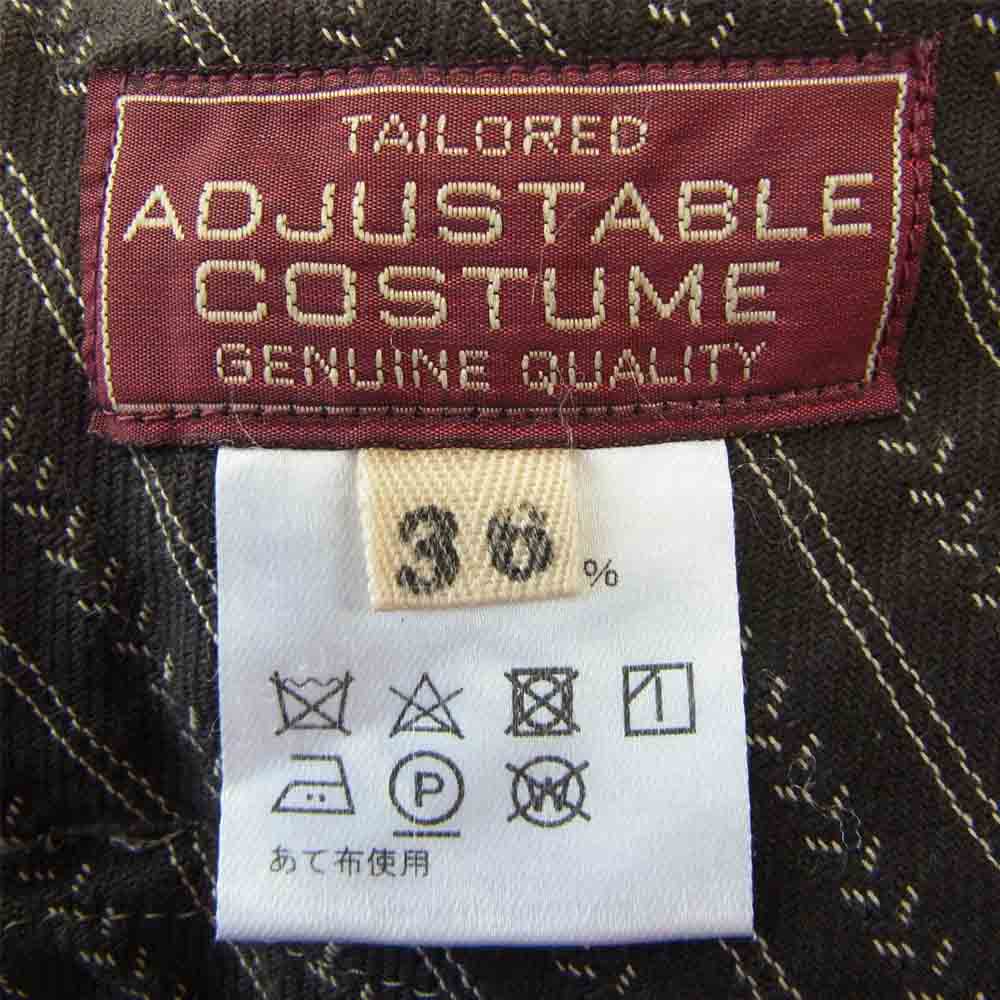 TAILORED
ADJUSTABLE
COSTUME
GENUINE QUALITY
36
%
P
W
あて布使用